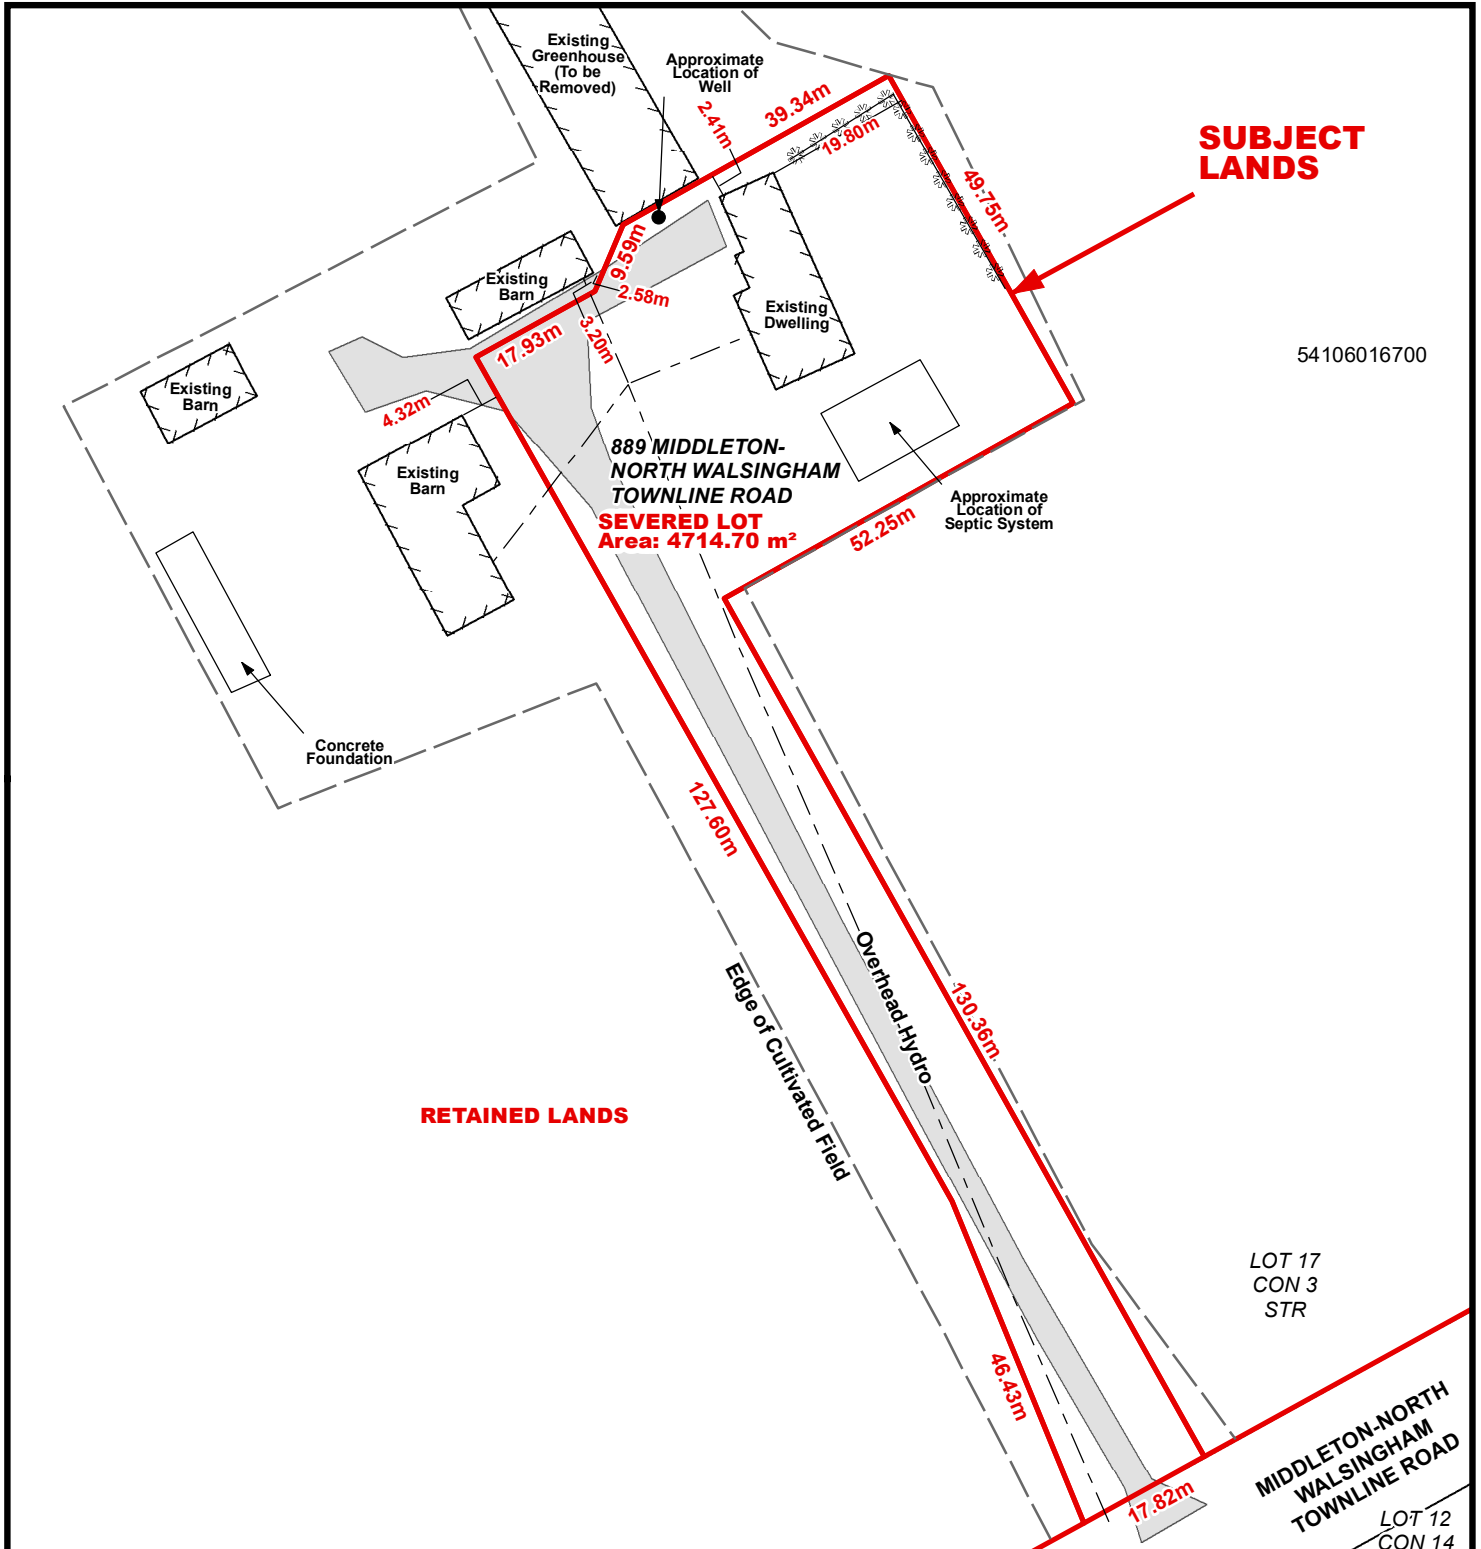 Existing
Greenhouse
(To be
Removed)
Approximate
Location of
Well
2.41m
39.34m
19.80m
SUBJECT
LANDS
49.75m
9.59m
Existing
Barn
2.58m
Existing
Dwelling
17.93m
3.20m
54106016700
Existing
Barn
4.32m
889 MIDDLETON-
NORTH WALSINGHAM
TOWNLINE ROAD
SEVERED LOT
Area: 4714.70 m²
Existing
Barn
Approximate
Location of
Septic System
52.25m
Concrete
Foundation
127.60m
Overhead Hydro
130.36m
Edge of Cultivated Field
RETAINED LANDS
LOT 17
CON 3
STR
46.43m
17.82m
MIDDLETON-NORTH
WALSINGHAM
TOWNLINE ROAD
LOT 12
CON 14